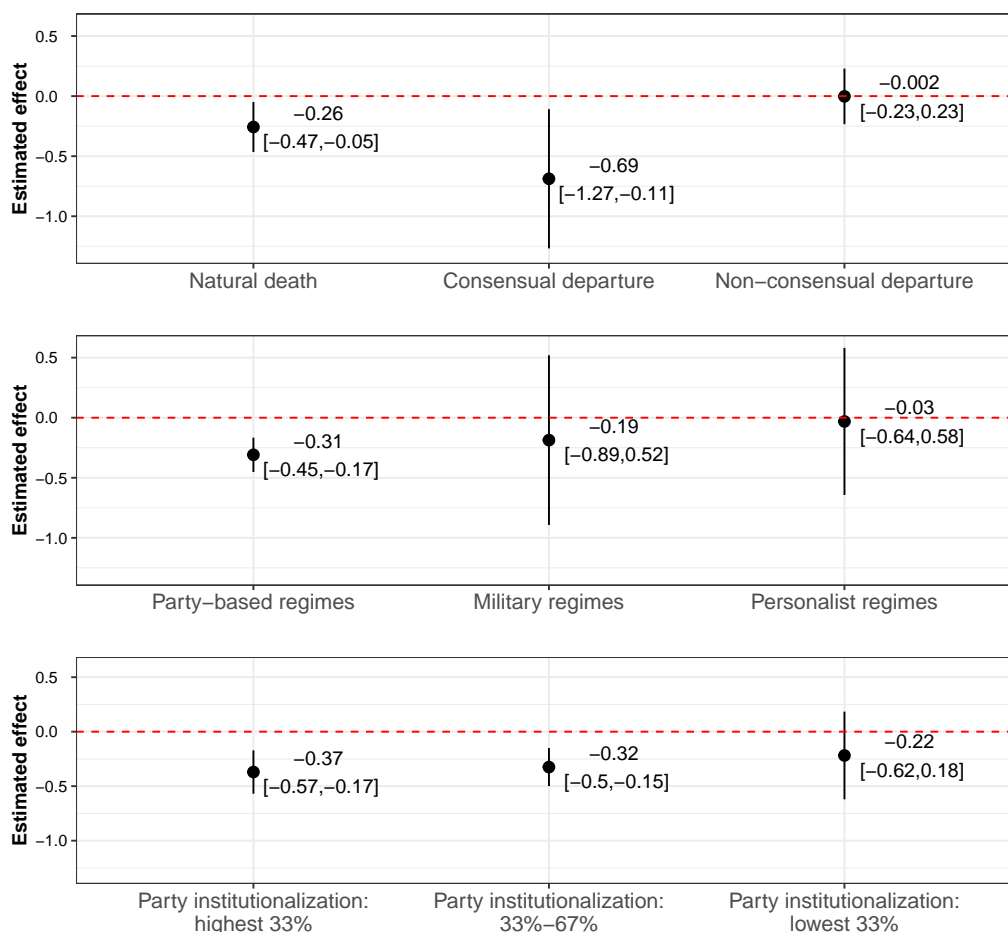 Estimated effect
0.5
0.0
−0.5
−1.0
−0.26
[−0.47,−0.05]
−0.69
[−1.27,−0.11]
−0.002
[−0.23,0.23]
Natural death
Consensual departure
Non−consensual departure
Estimated effect
0.5
0.0
−0.5
−1.0
−0.31
[−0.45,−0.17]
−0.19
[−0.89,0.52]
−0.03
[−0.64,0.58]
Party−based regimes
Military regimes
Personalist regimes
Estimated effect
0.5
0.0
−0.5
−1.0
−0.37
[−0.57,−0.17]
−0.32
[−0.5,−0.15]
−0.22
[−0.62,0.18]
Party institutionalization:
highest 33%
Party institutionalization:
33%−67%
Party institutionalization:
lowest 33%